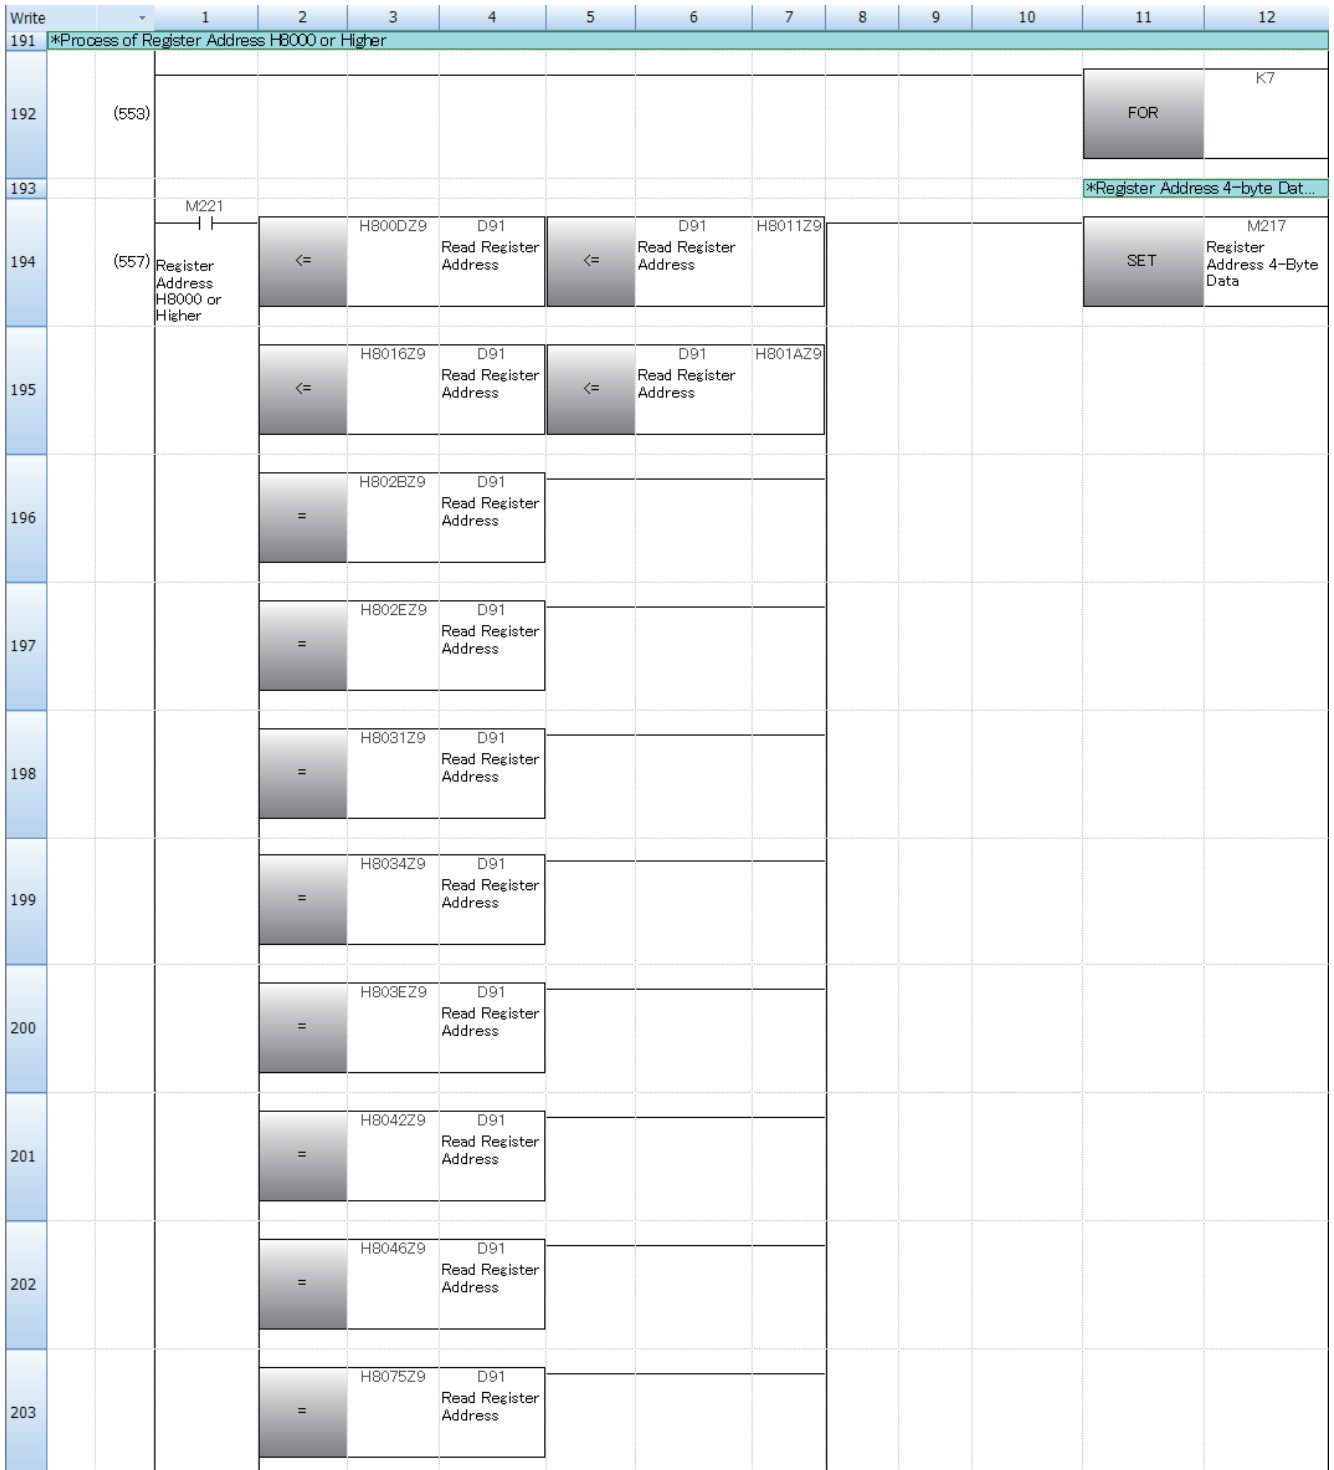 Write 1 2 3 4 5 6 7 8 9 10 11 12
191 *Process of Register Address H8000 or Higher
192 (553) FOR K7
193 *Register Address 4-byte Dat...
194 (557) M221
Register
Address
H8000 or
Higher
<= H800DZ9 D91
Read Register
Address
<= D91 H8011Z9
Read Register
Address
SET M217
Register
Address 4-Byte
Data
195 <= H8016Z9 D91
Read Register
Address
<= D91 H801AZ9
Read Register
Address
196 = H802BZ9 D91
Read Register
Address
197 = H802EZ9 D91
Read Register
Address
198 = H8031Z9 D91
Read Register
Address
199 = H8034Z9 D91
Read Register
Address
200 = H803EZ9 D91
Read Register
Address
201 = H8042Z9 D91
Read Register
Address
202 = H8046Z9 D91
Read Register
Address
203 = H8075Z9 D91
Read Register
Address